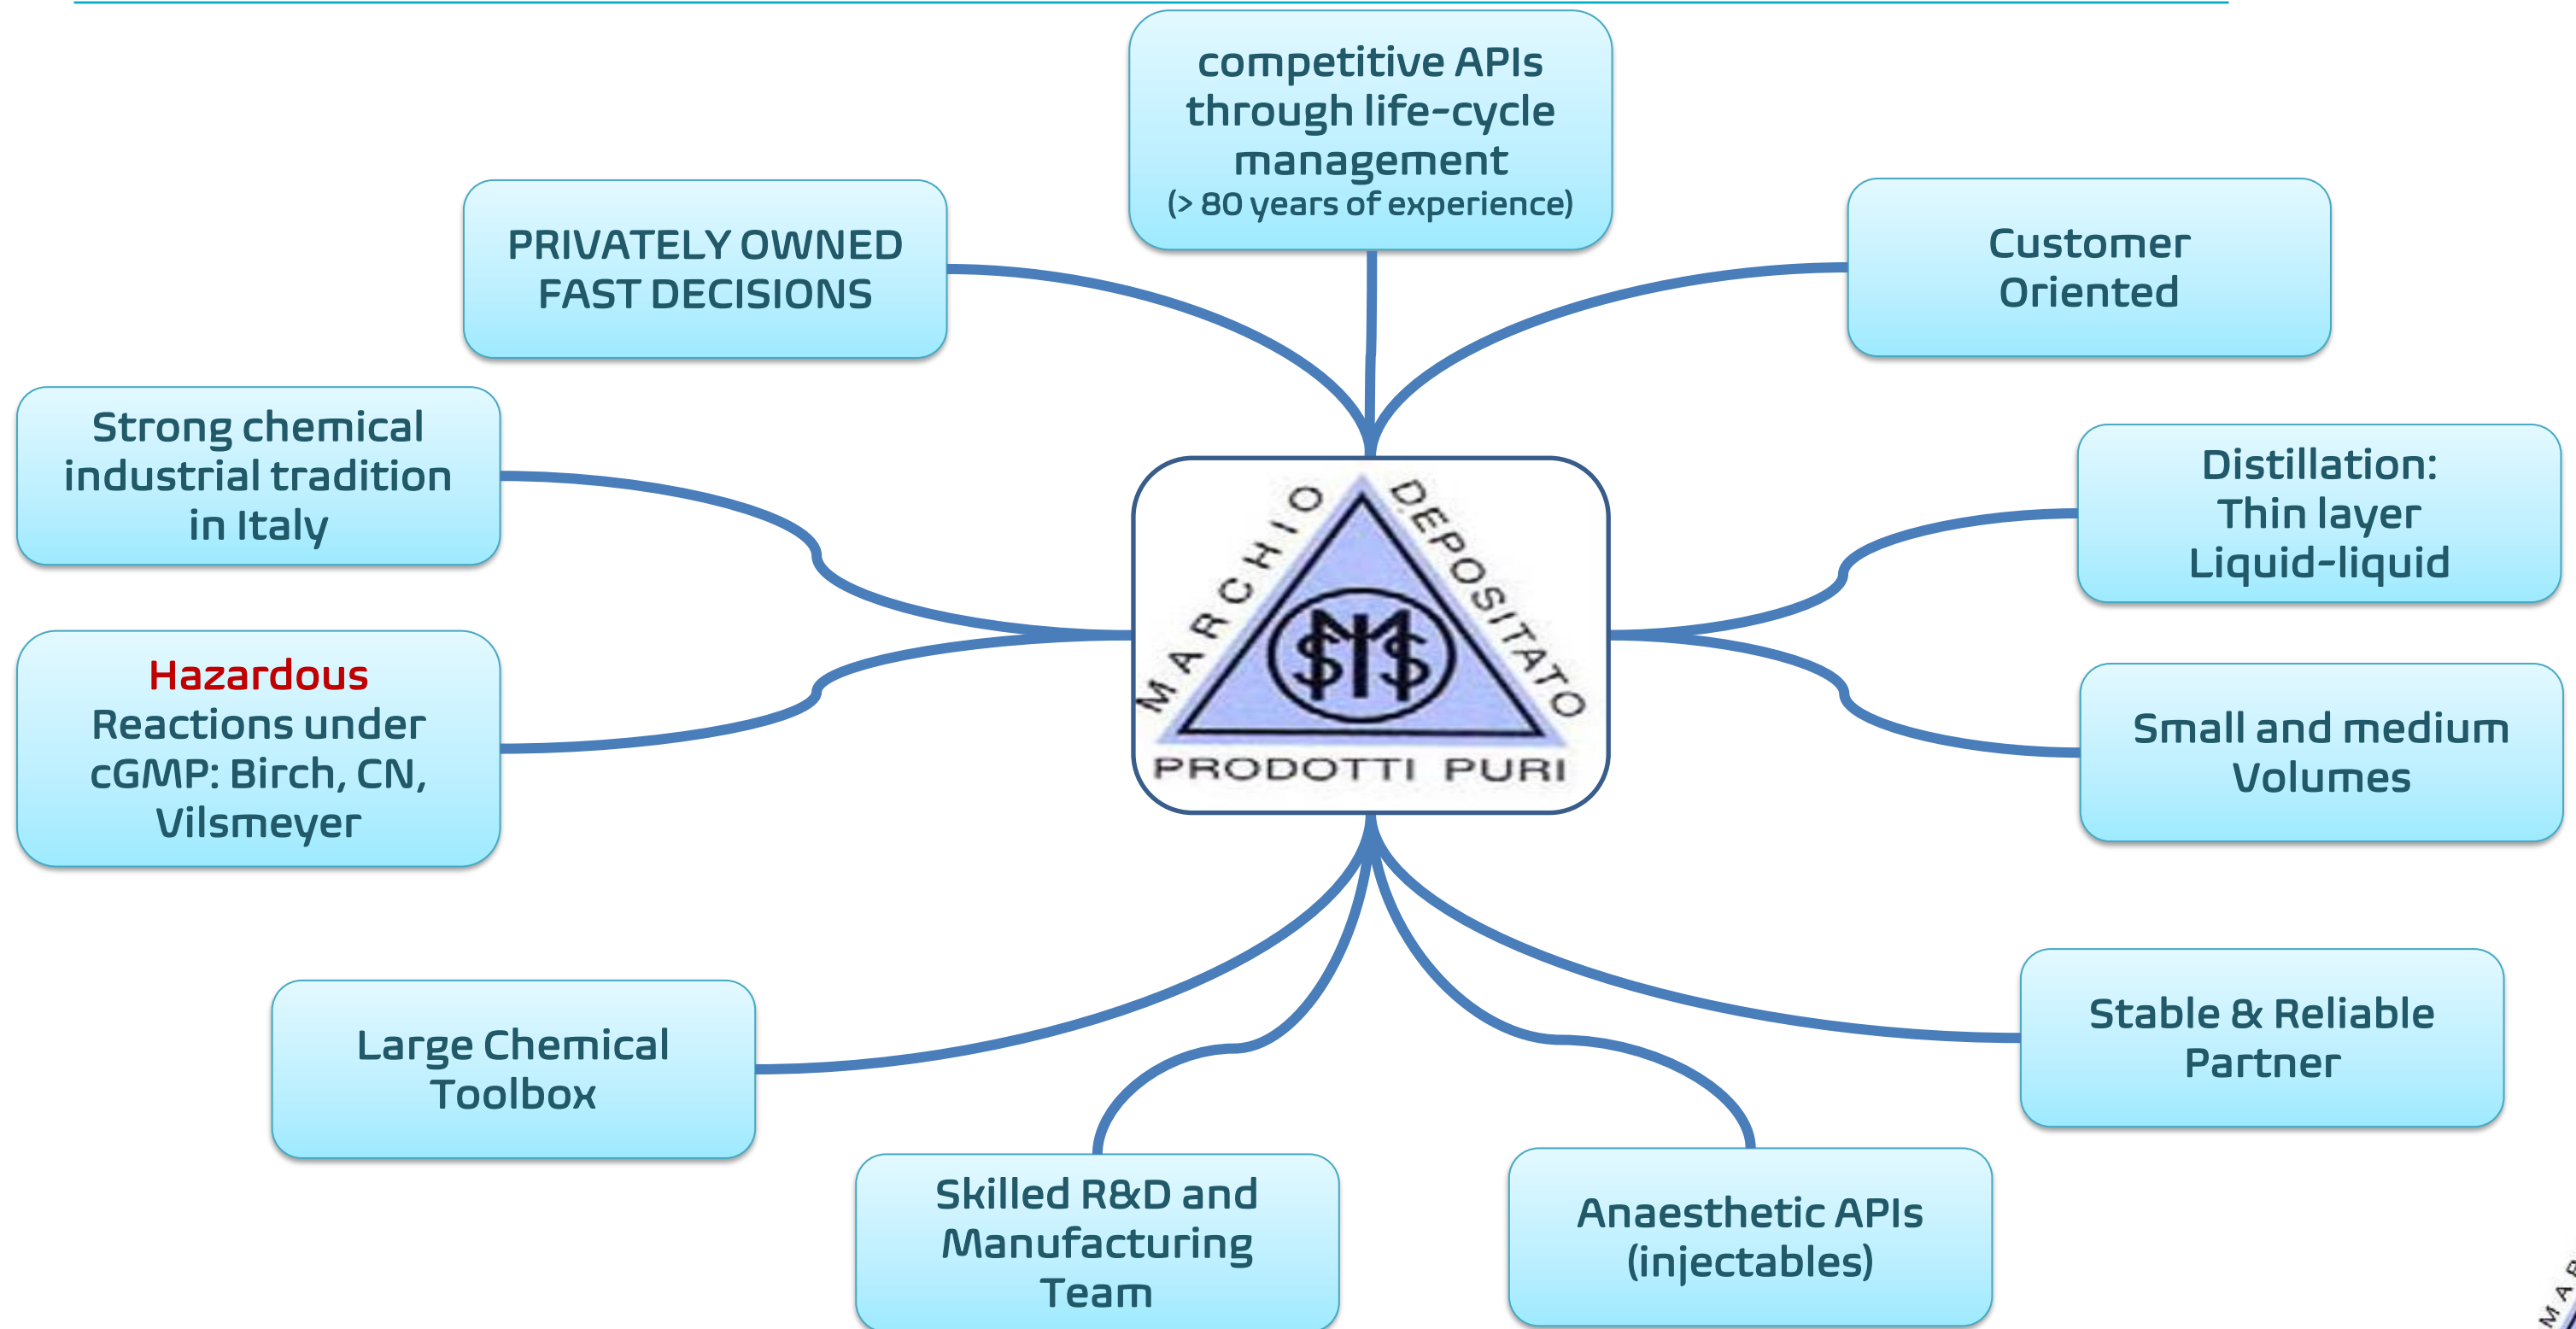 competitive APIs
through life-cycle
management
(> 80 years of experience)
PRIVATELY OWNED
FAST DECISIONS
Customer
Oriented
Strong chemical
industrial tradition
in Italy
Distillation:
Thin layer
Liquid-liquid
MARCHIO DEPOSITATO
PRODOTTI PURI
Hazardous
Reactions under
cGMP: Birch, CN,
Vilsmeyer
Small and medium
Volumes
Large Chemical
Toolbox
Stable & Reliable
Partner
Skilled R&D and
Manufacturing
Team
Anaesthetic APIs
(injectables)